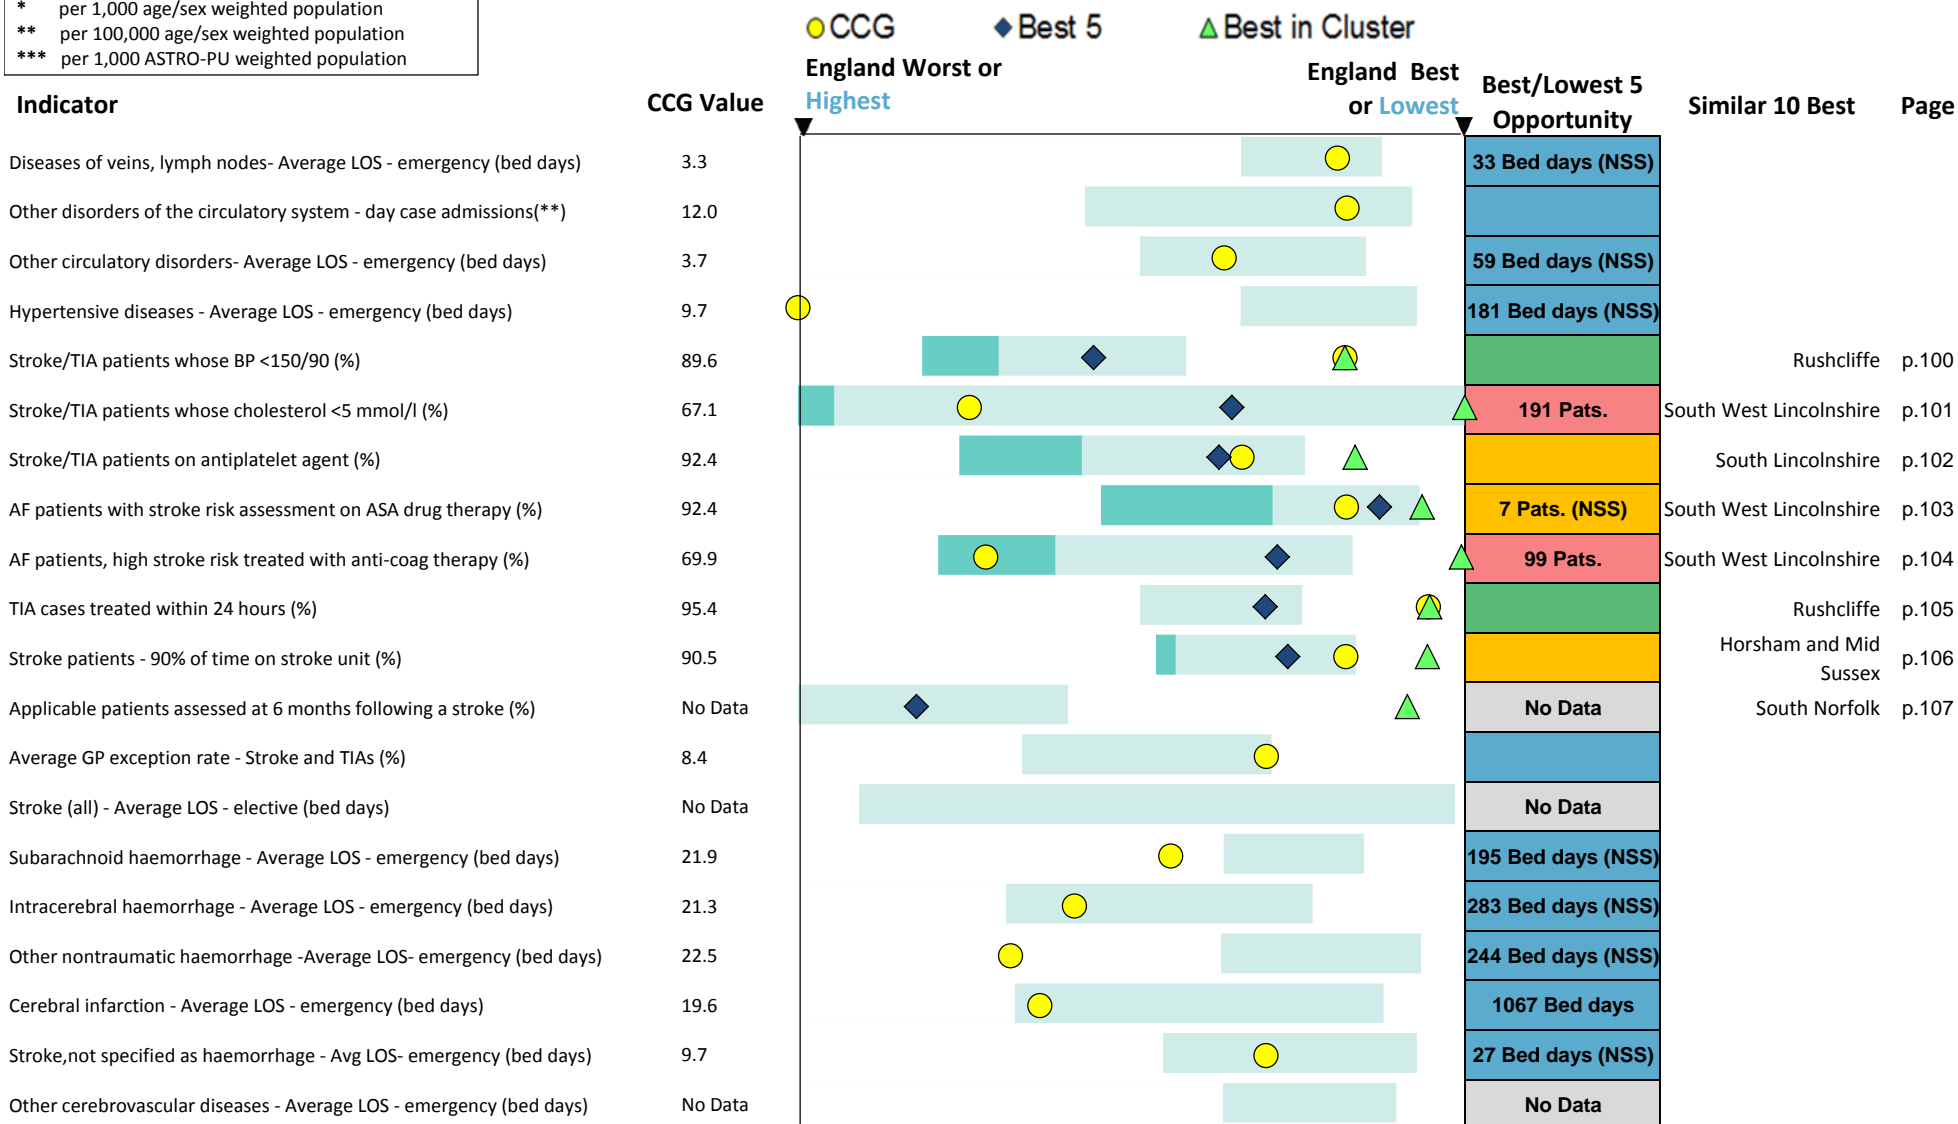 * per 1,000 age/sex weighted population
** per 100,000 age/sex weighted population
*** per 1,000 ASTRO-PU weighted population
CCG Best 5 Best in Cluster
England Worst or Highest
England Best or Lowest
Indicator CCG Value Best/Lowest 5 Opportunity Similar 10 Best Page
Diseases of veins, lymph nodes- Average LOS - emergency (bed days) 3.3 33 Bed days (NSS)
Other disorders of the circulatory system - day case admissions(**) 12.0
Other circulatory disorders- Average LOS - emergency (bed days) 3.7 59 Bed days (NSS)
Hypertensive diseases - Average LOS - emergency (bed days) 9.7 181 Bed days (NSS)
Stroke/TIA patients whose BP <150/90 (%) 89.6 Rushcliffe p.100
Stroke/TIA patients whose cholesterol <5 mmol/l (%) 67.1 191 Pats. South West Lincolnshire p.101
Stroke/TIA patients on antiplatelet agent (%) 92.4 South Lincolnshire p.102
AF patients with stroke risk assessment on ASA drug therapy (%) 92.4 7 Pats. (NSS) South West Lincolnshire p.103
AF patients, high stroke risk treated with anti-coag therapy (%) 69.9 99 Pats. South West Lincolnshire p.104
TIA cases treated within 24 hours (%) 95.4 Rushcliffe p.105
Stroke patients - 90% of time on stroke unit (%) 90.5 Horsham and Mid Sussex p.106
Applicable patients assessed at 6 months following a stroke (%) No Data No Data South Norfolk p.107
Average GP exception rate - Stroke and TIAs (%) 8.4
Stroke (all) - Average LOS - elective (bed days) No Data No Data
Subarachnoid haemorrhage - Average LOS - emergency (bed days) 21.9 195 Bed days (NSS)
Intracerebral haemorrhage - Average LOS - emergency (bed days) 21.3 283 Bed days (NSS)
Other nontraumatic haemorrhage -Average LOS- emergency (bed days) 22.5 244 Bed days (NSS)
Cerebral infarction - Average LOS - emergency (bed days) 19.6 1067 Bed days
Stroke,not specified as haemorrhage - Avg LOS- emergency (bed days) 9.7 27 Bed days (NSS)
Other cerebrovascular diseases - Average LOS - emergency (bed days) No Data No Data